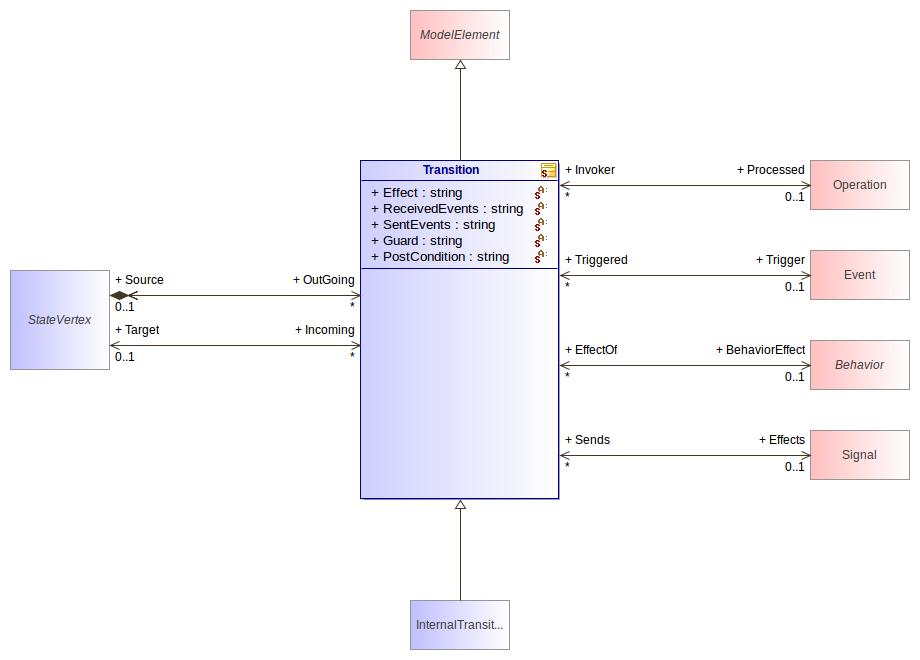 ModelElement
Transition
+ Effect : string
+ ReceivedEvents : string
+ SentEvents : string
+ Guard : string
+ PostCondition : string
+ Invoker
+ Processed
*
0..1
Operation
+ Triggered
+ Trigger
*
0..1
Event
+ EffectOf
+ BehaviorEffect
*
0..1
Behavior
+ Sends
+ Effects
*
0..1
Signal
StateVertex
+ Source
+ OutGoing
0..1
*
+ Target
+ Incoming
0..1
*
InternalTransit...